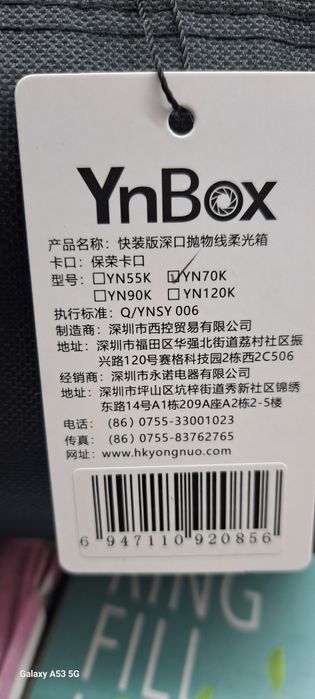 YnBox
产品名称：快装版深口抛物线柔光箱
卡口：保荣卡口
型号：☐YN55K ☑YN70K
☐YN90K ☐YN120K
执行标准：Q/YNSY 006
制造商：深圳市西控贸易有限公司
地址：深圳市福田区华强北街道荔村社区振
兴路120号赛格科技园2栋西2C506
经销商：深圳市永诺电器有限公司
地址：深圳市坪山区坑梓街道秀新社区锦绣
东路14号A1栋209A座A2栋2-5楼
电话：(86) 0755-33001023
传真：(86) 0755-83762765
网址：www.hkyongnuo.com
6 947110 920856
RING
FILL
Galaxy A53 5G